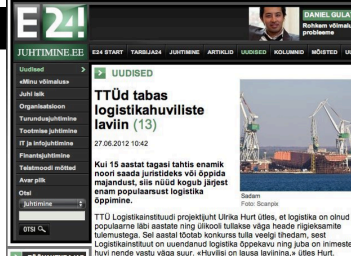 E24!
DANIEL GULA
Rohkem võimalu
probleeme
JUHTIMINE.EE
E24 START TARBIJA24 JUHTIMINE ARTIKLID UUDISED KOLUMNID MÕISTED
Uudised
«Minu võimalus»
Juhi laik
Organisatsioon
Turundusjuhtimine
Tootmise juhtimine
IT ja infojuhtimine
Finantsjuhtimine
Teistmoodi mõtted
Avar pilk
Otsi
Juhtimine
OTSI
UUDISED
TTÜd tabas
logistikahuviliste
laviin (13)
27.06.2012 10:42
Kui 15 aastat tagasi tahtis enamik
noori saada juristideks või õppida
majandust, siis nüüd kogub järjest
enam populaarsust logistika
õppimine.
Sadam
Foto: Scanpix
TTÜ Logistikainstituudi projektijuht Ulrika Hurt ütles, et logistika on olnud
populaarne läbi aastate ning ülikooli tullakse väga heade riigieksamite
tulemustega. Sel aastal tõotab konkurss tulla veelgi tihedam, sest
Logistikainstituut on uuendanud logistika õppekavu ning juba on inimeste
huvi nende vastu väga suur. «Huvilisi on lausa laviinina,» ütles Hurt.